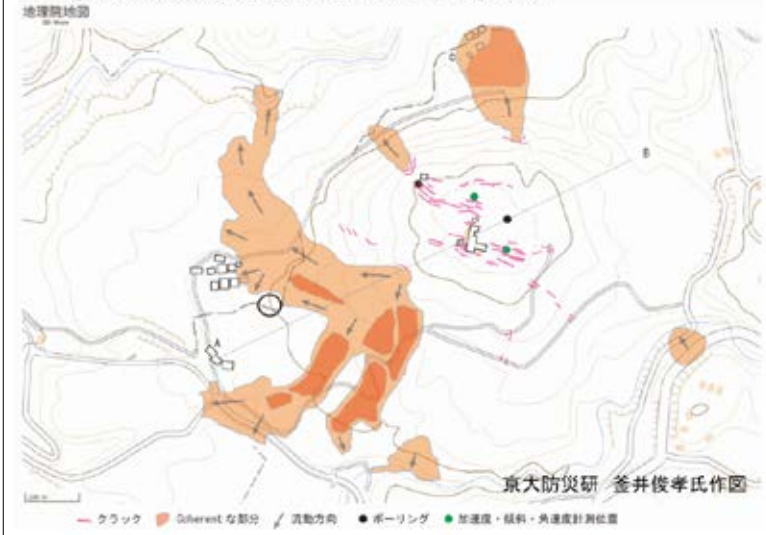 地理院地図
C
B
A
京大防災研 釜井俊孝氏作図
クラック Coherent な部分 流動方向 ボーリング 加速度・傾斜・角速度計測位置